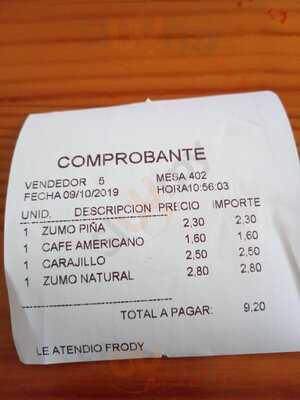 COMPROBANTE
VENDEDOR 5 MESA 402
FECHA 09/10/2019 HORA10:56:03
UNID. DESCRIPCION PRECIO IMPORTE
1 ZUMO PIÑA 2,30 2,30
1 CAFE AMERICANO 1,60 1,60
1 CARAJILLO 2,50 2,50
1 ZUMO NATURAL 2,80 2,80
TOTAL A PAGAR: 9,20
LE ATENDIO FRODY